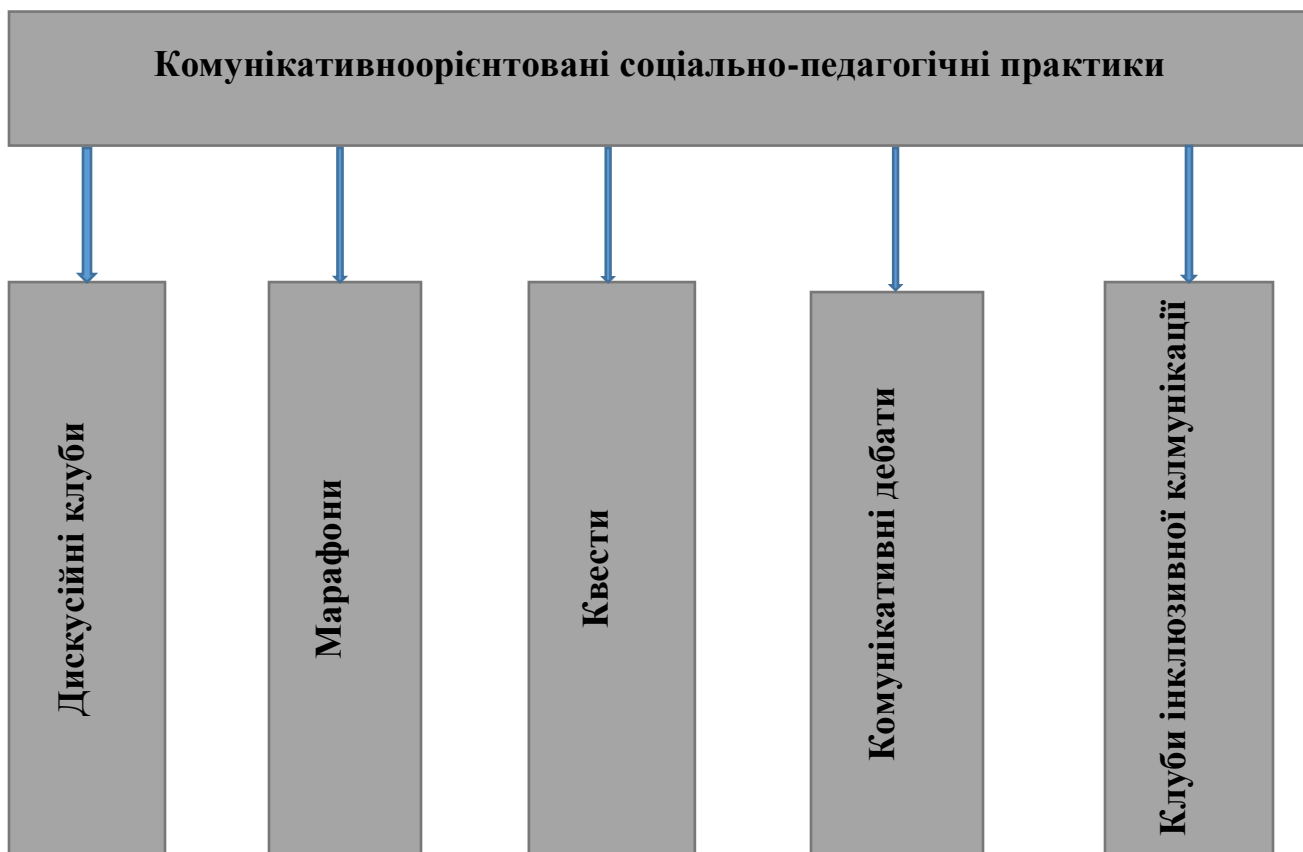 Комунікативноорієнтовані соціально-педагогічні практики
Дискусійні клуби
Марафони
Квести
Комунікативні дебати
Клуби інклюзивної клмунікації